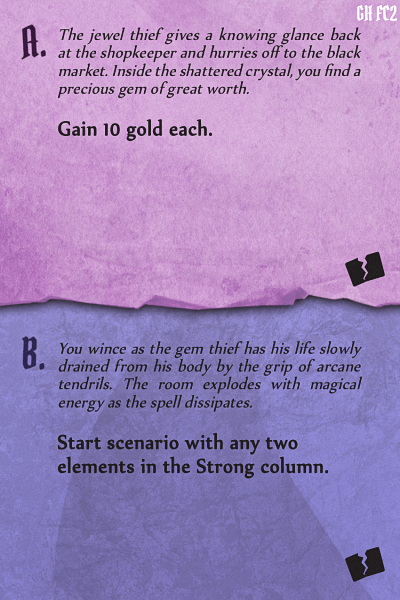 GH FC2
A. The jewel thief gives a knowing glance back
at the shopkeeper and hurries off to the black
market. Inside the shattered crystal, you find a
precious gem of great worth.
Gain 10 gold each.
B. You wince as the gem thief has his life slowly
drained from his body by the grip of arcane
tendrils. The room explodes with magical
energy as the spell dissipates.
Start scenario with any two
elements in the Strong column.